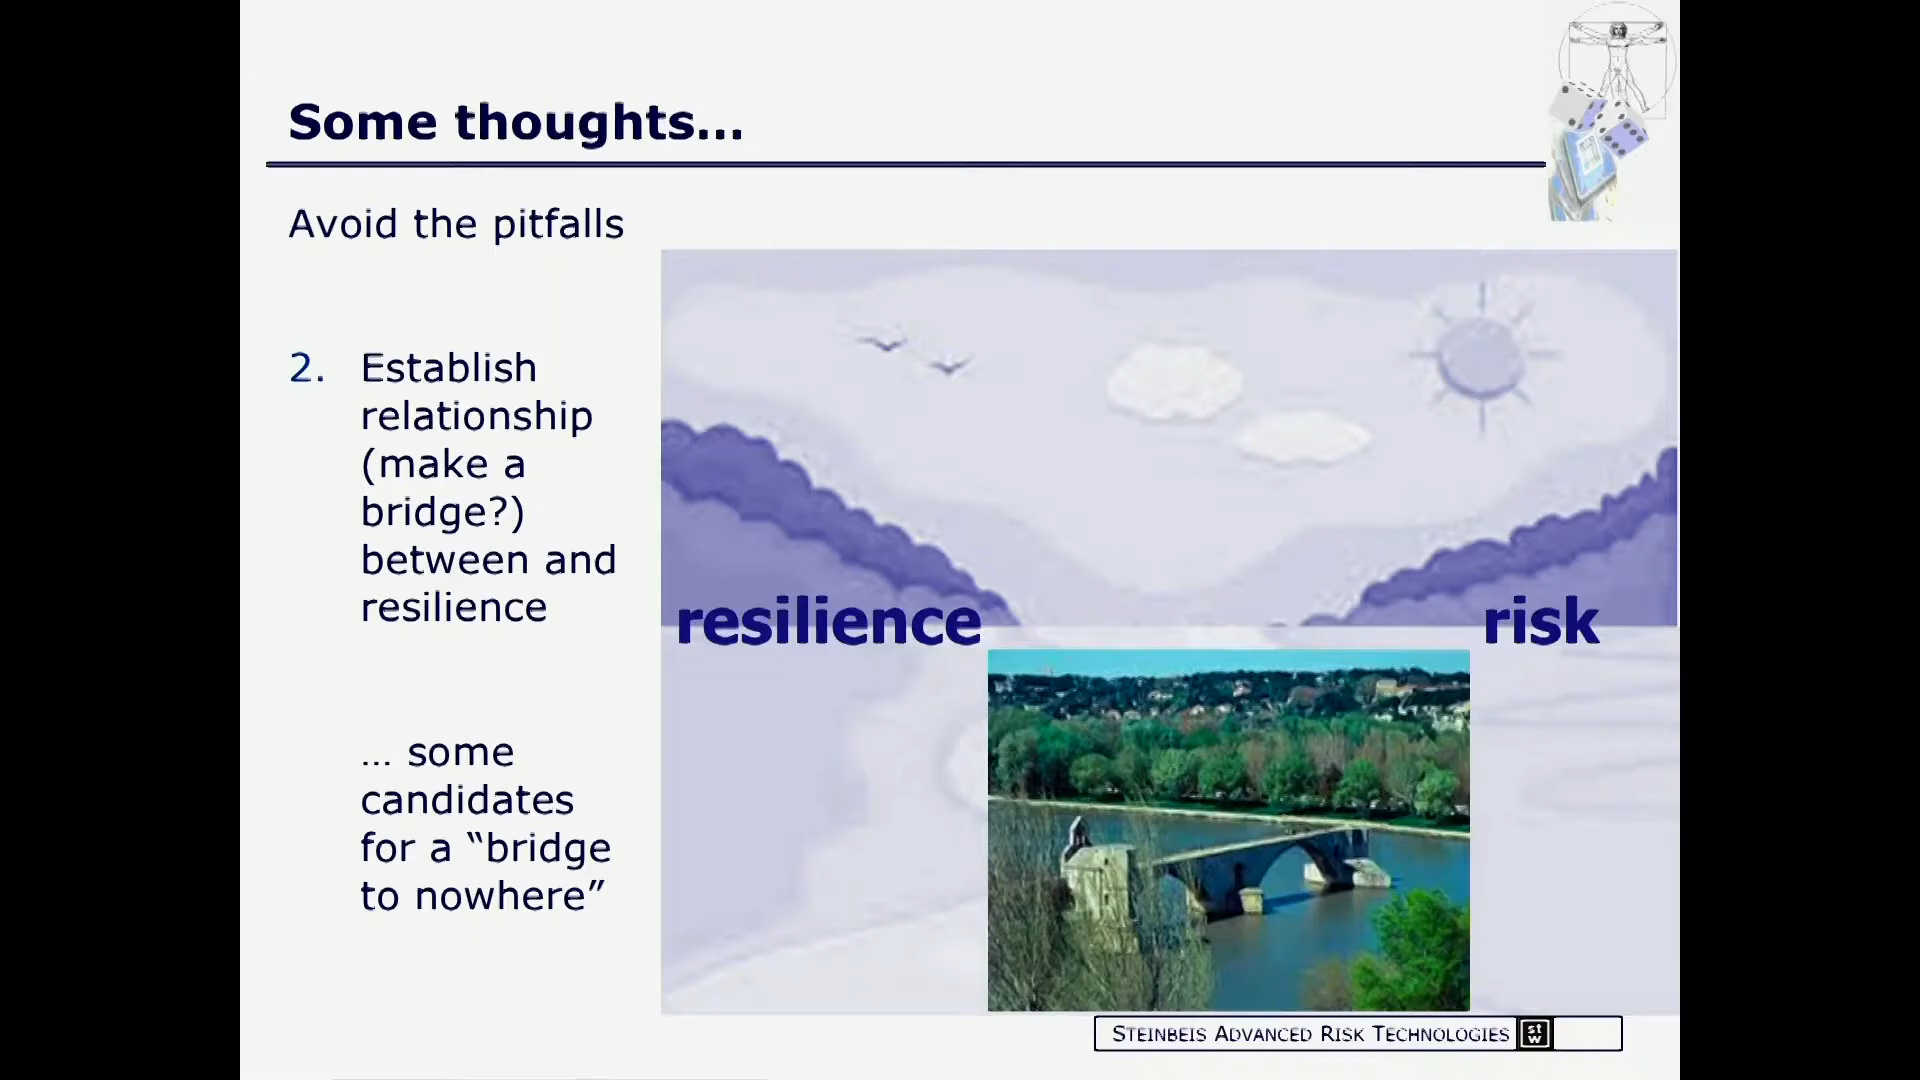 Some thoughts…
Avoid the pitfalls
2. Establish
relationship
(make a
bridge?)
between and
resilience
… some
candidates
for a “bridge
to nowhere”
resilience
risk
STEINBEIS ADVANCED RISK TECHNOLOGIES
st
w